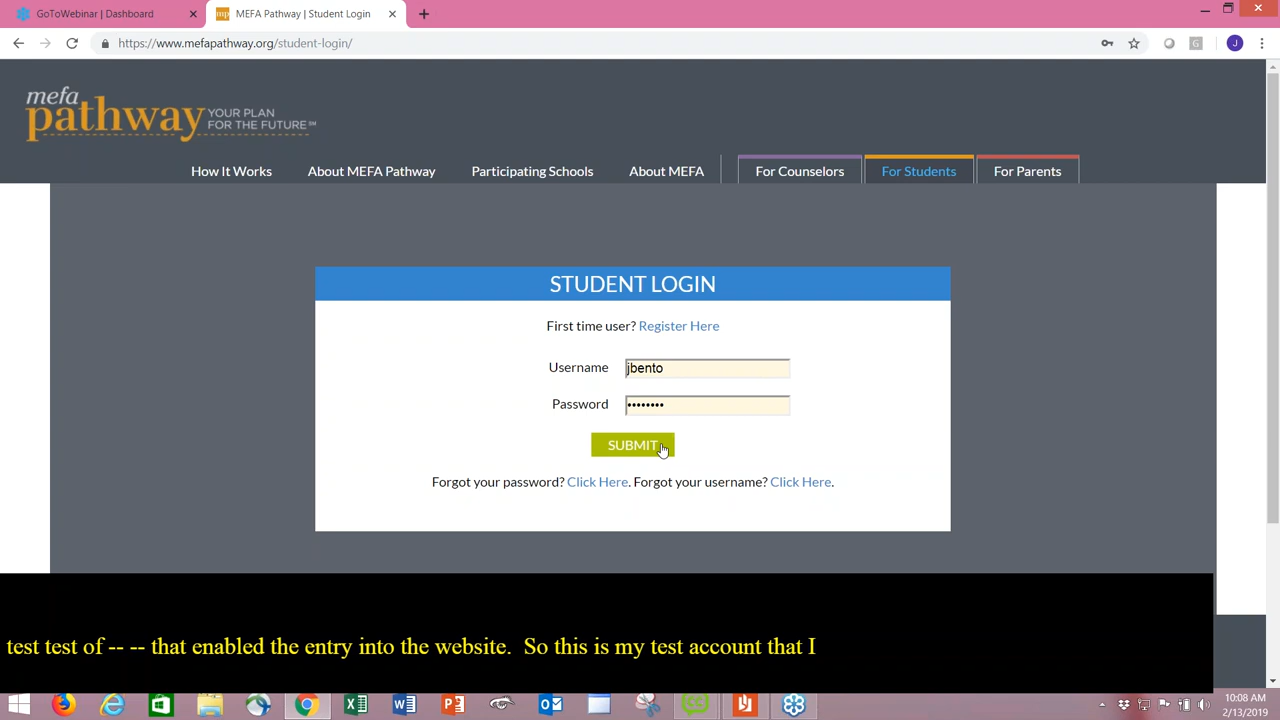 GoToWebinar | Dashboard
MEFA Pathway | Student Login
https://www.mefapathway.org/student-login/
J
mefa
pathway
YOUR PLAN
FOR THE FUTURE℠
How It Works
About MEFA Pathway
Participating Schools
About MEFA
For Counselors
For Students
For Parents
STUDENT LOGIN
First time user? Register Here
Username jbento
Password ••••••••
SUBMIT
Forgot your password? Click Here. Forgot your username? Click Here.
test test of -- -- that enabled the entry into the website.  So this is my test account that I
10:08 AM
2/13/2019